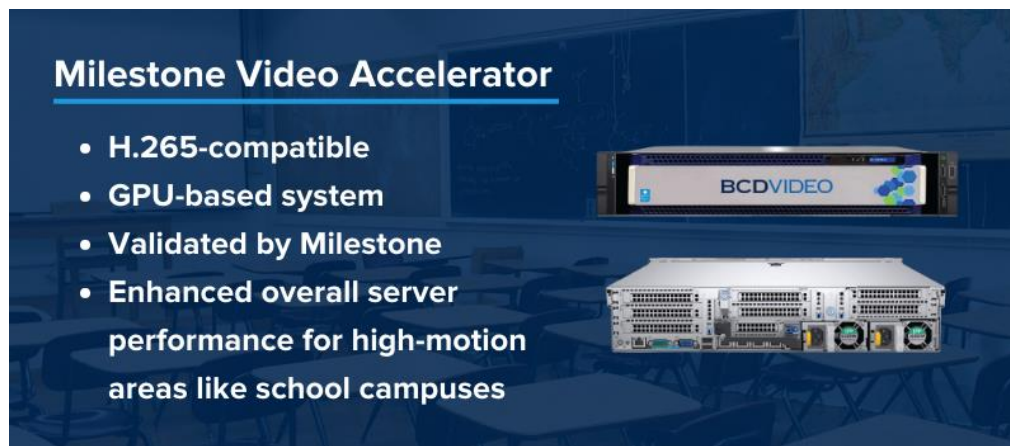 Milestone Video Accelerator
• H.265-compatible
• GPU-based system
• Validated by Milestone
• Enhanced overall server
performance for high-motion
areas like school campuses
BCDVIDEO